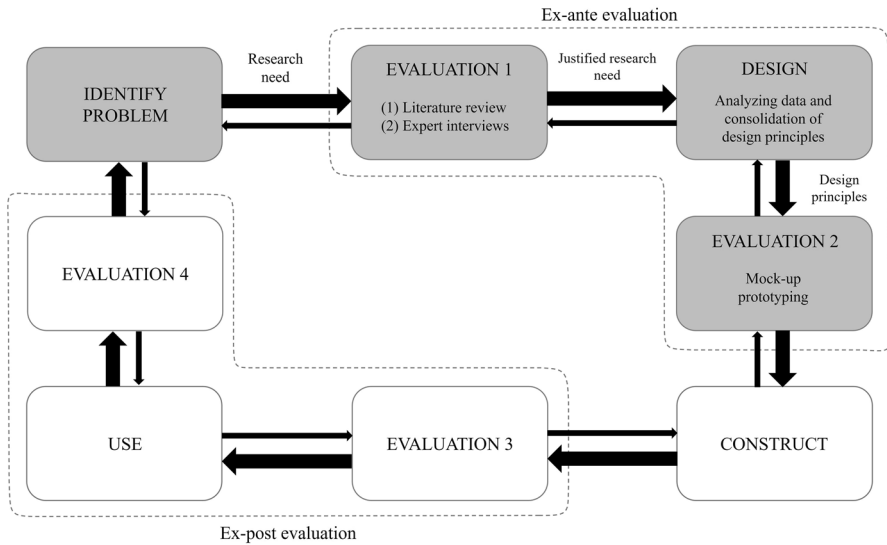 Ex-ante evaluation
IDENTIFY
PROBLEM
Research
need
EVALUATION 1
(1) Literature review
(2) Expert interviews
Justified research
need
DESIGN
Analyzing data and
consolidation of
design principles
Design
principles
EVALUATION 4
EVALUATION 2
Mock-up
prototyping
USE
EVALUATION 3
CONSTRUCT
Ex-post evaluation